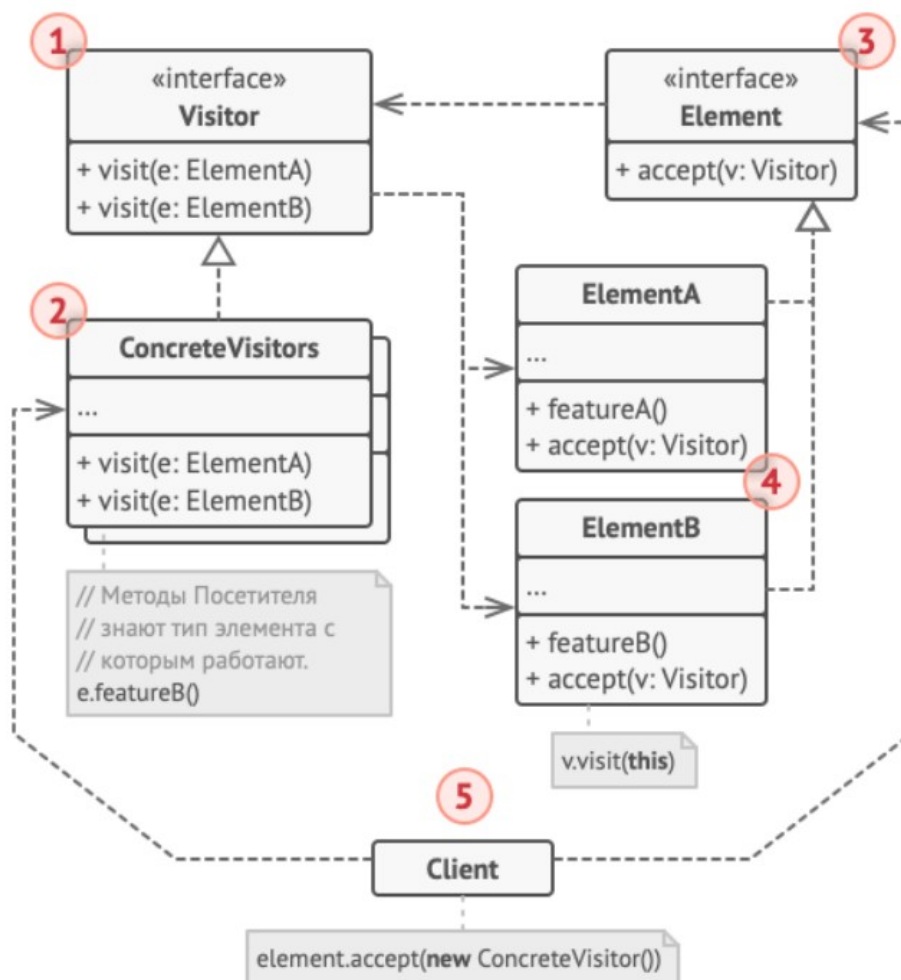 1
«interface»
Visitor
+ visit(e: ElementA)
+ visit(e: ElementB)
3
«interface»
Element
+ accept(v: Visitor)
2
ConcreteVisitors
...
+ visit(e: ElementA)
+ visit(e: ElementB)
// Методы Посетителя
// знают тип элемента с
// которым работают.
e.featureB()
ElementA
...
+ featureA()
+ accept(v: Visitor)
4
ElementB
...
+ featureB()
+ accept(v: Visitor)
v.visit(this)
5
Client
element.accept(new ConcreteVisitor())